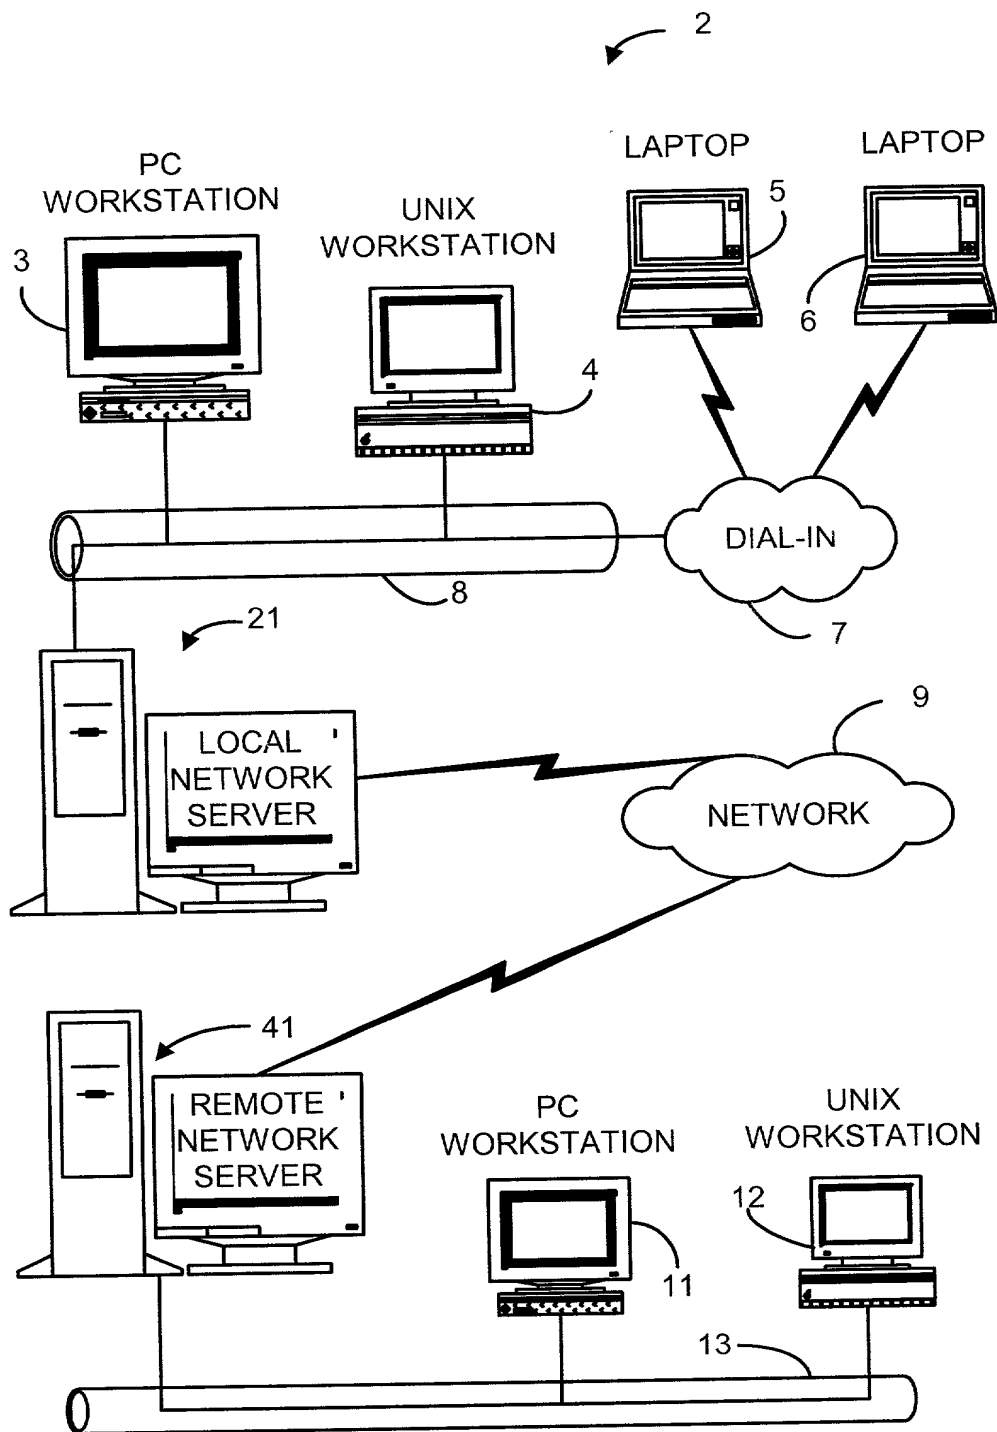 2
LAPTOP
LAPTOP
PC
WORKSTATION
UNIX
WORKSTATION
5
3
6
4
DIAL-IN
8
7
21
9
LOCAL
NETWORK
SERVER
NETWORK
41
REMOTE
NETWORK
SERVER
PC
WORKSTATION
UNIX
WORKSTATION
12
11
13